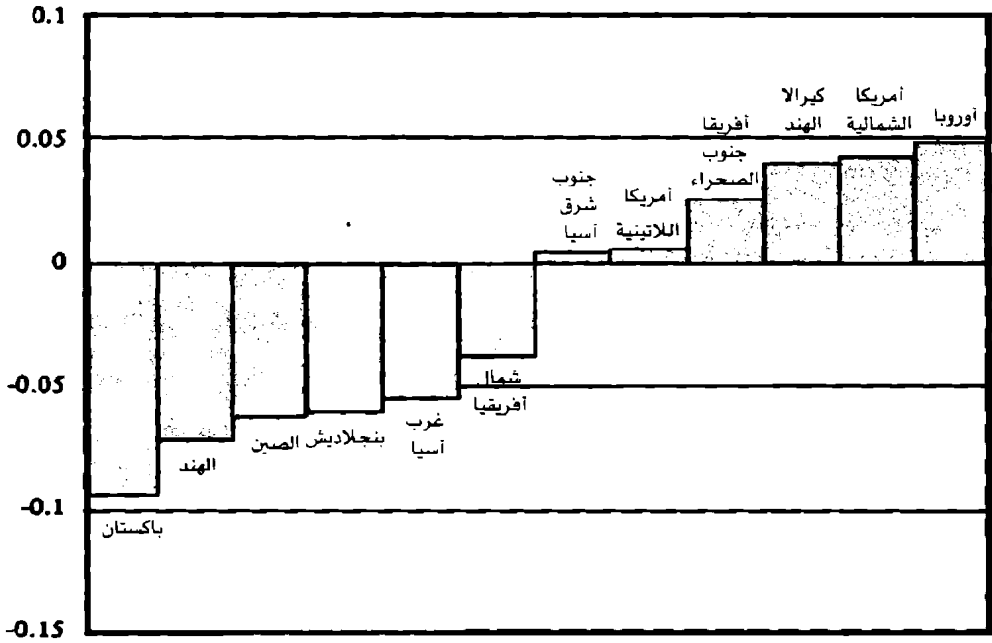 0.1
0.05
0
-0.05
-0.1
-0.15
باكستان
الهند
الصين
بنجلاديش
غرب
آسيا
شمال
أفريقيا
جنوب
شرق
آسيا
أمريكا
اللاتينية
أفريقا
جنوب
الصحراء
كيرالا
الهند
أمريكا
الشمالية
أوروبا